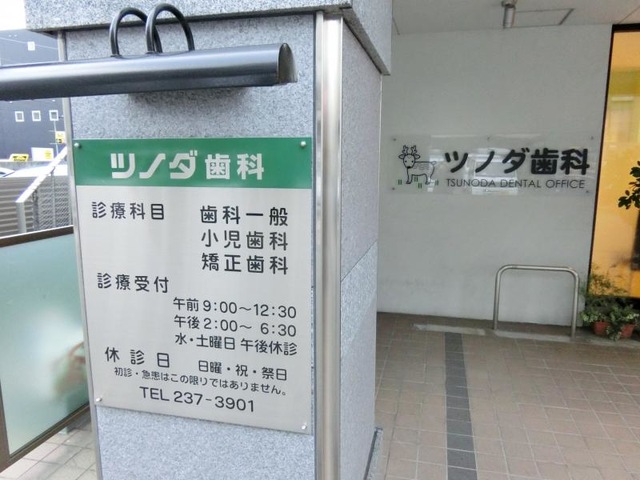 ツノダ歯科
診療科目 歯科一般
小児歯科
矯正歯科
診療受付
午前 9:00〜12:30
午後 2:00〜 6:30
水・土曜日 午後休診
休診日 日曜・祝・祭日
初診・急患はこの限りではありません。
TEL 237-3901
ツノダ歯科
TSUNODA DENTAL OFFICE